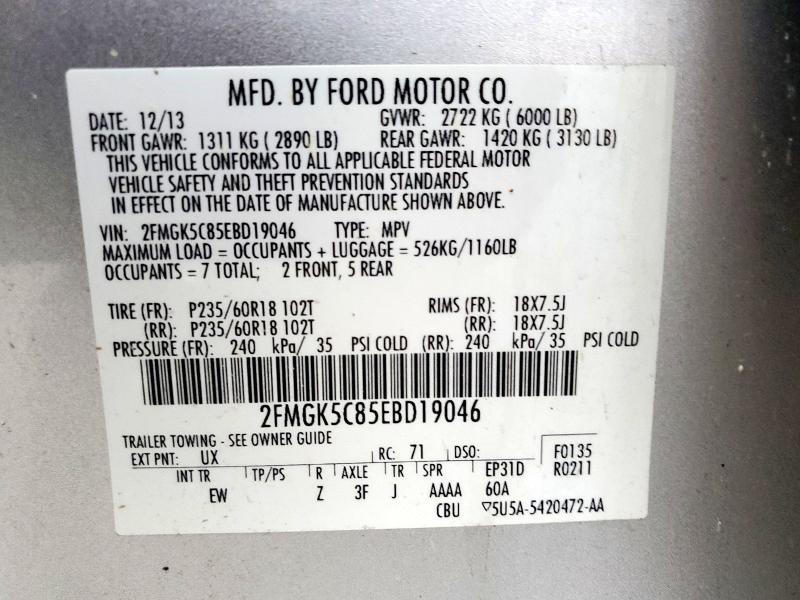 MFD. BY FORD MOTOR CO.
DATE: 12/13 GVWR: 2722 KG ( 6000 LB)
FRONT GAWR: 1311 KG ( 2890 LB) REAR GAWR: 1420 KG ( 3130 LB)
THIS VEHICLE CONFORMS TO ALL APPLICABLE FEDERAL MOTOR
VEHICLE SAFETY AND THEFT PREVENTION STANDARDS
IN EFFECT ON THE DATE OF MANUFACTURE SHOWN ABOVE.
VIN: 2FMGK5C85EBD19046 TYPE: MPV
MAXIMUM LOAD = OCCUPANTS + LUGGAGE = 526KG/1160LB
OCCUPANTS = 7 TOTAL; 2 FRONT, 5 REAR
TIRE (FR): P235/60R18 102T RIMS (FR): 18X7.5J
(RR): P235/60R18 102T (RR): 18X7.5J
PRESSURE (FR): 240 kPa/ 35 PSI COLD (RR): 240 kPa/ 35 PSI COLD
2FMGK5C85EBD19046
TRAILER TOWING - SEE OWNER GUIDE
EXT PNT: UX RC: 71 DSO: F0135
R0211
INT TR TP/PS R AXLE TR SPR EP31D
EW Z 3F J AAAA 60A
CBU ▽5U5A-5420472-AA